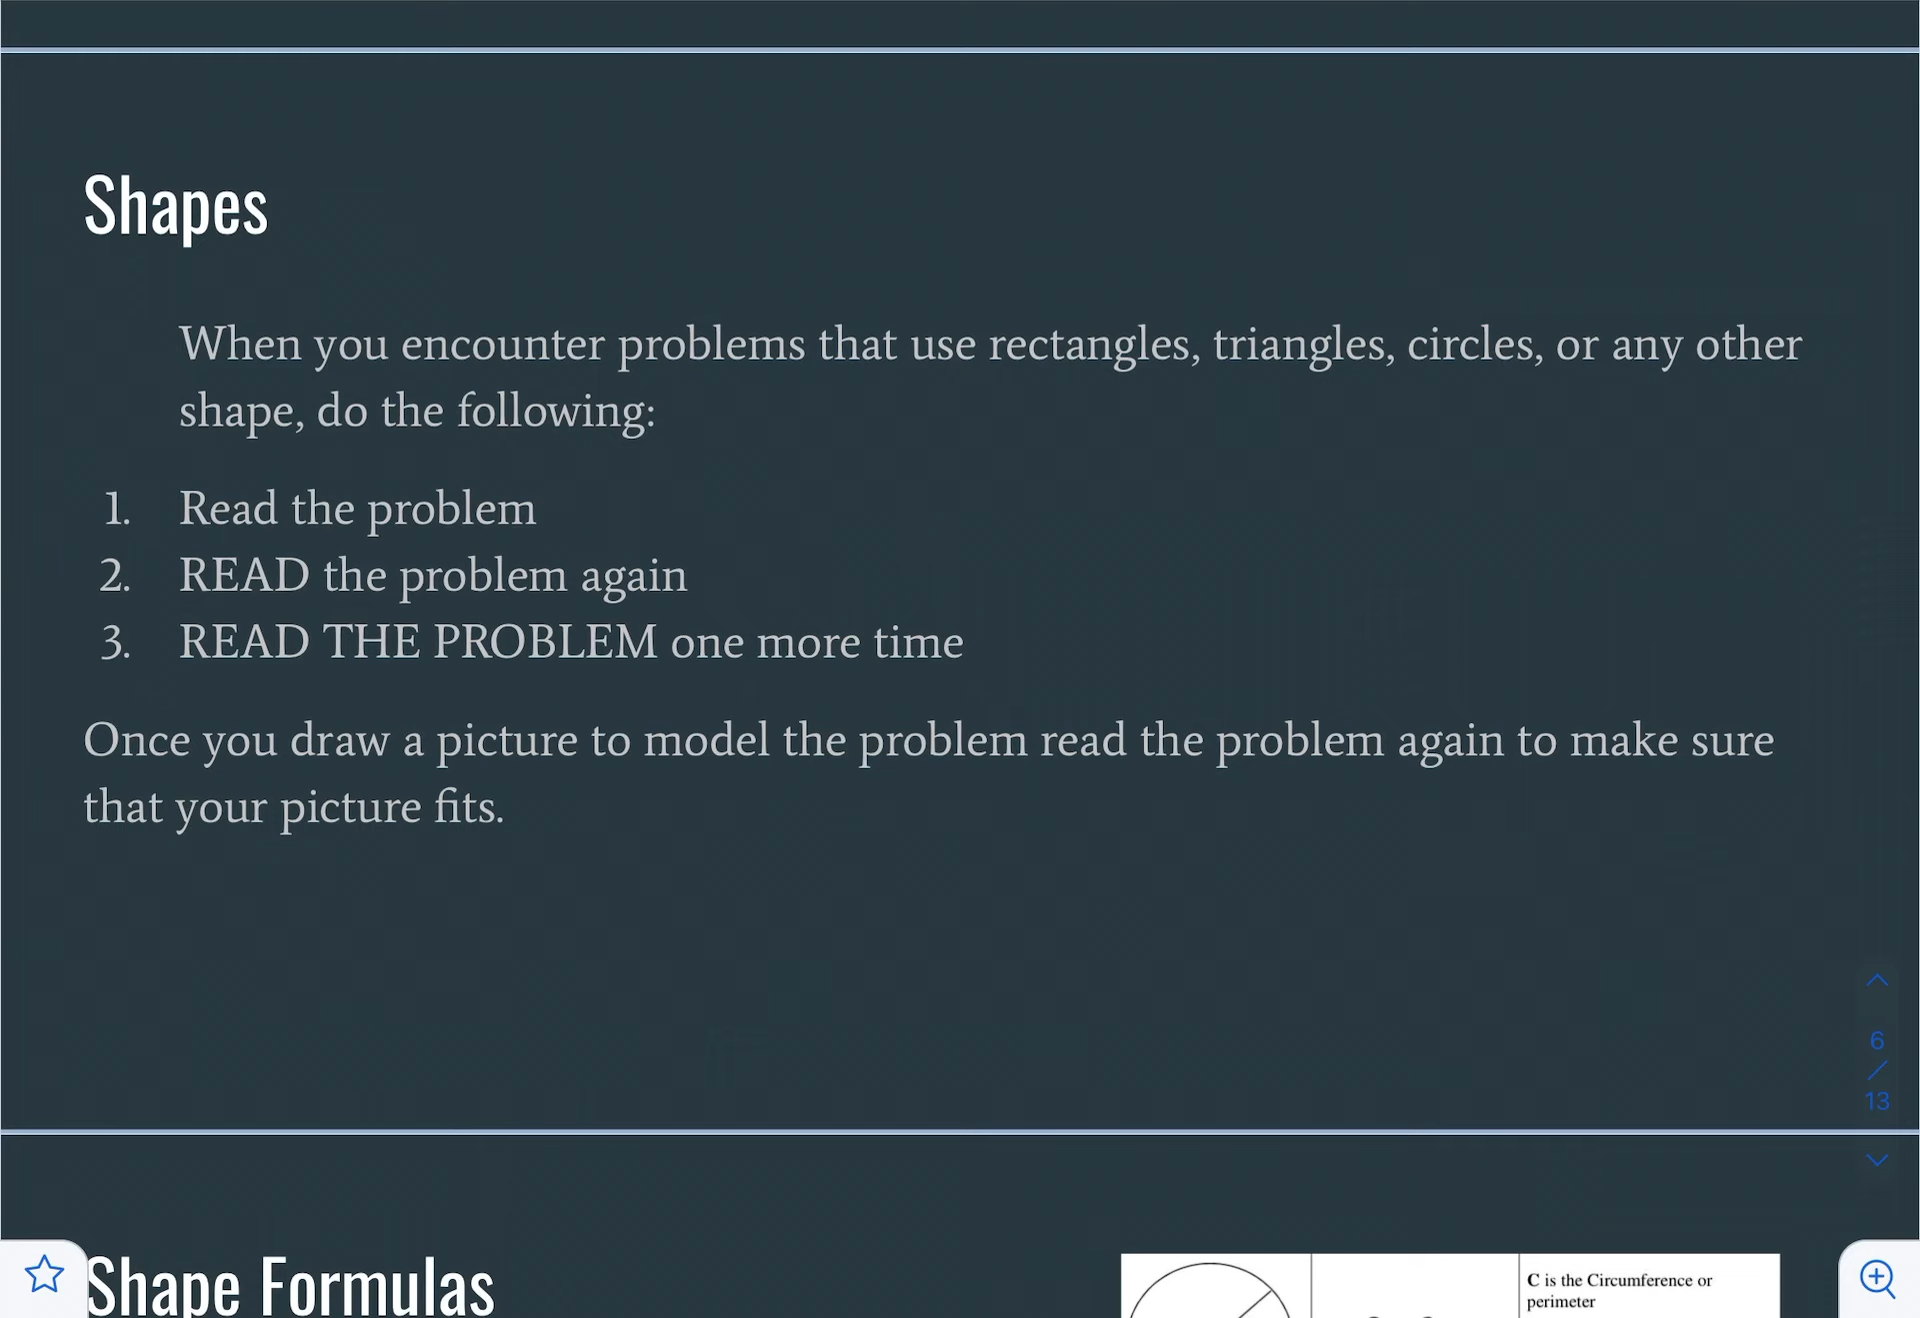 Shapes
When you encounter problems that use rectangles, triangles, circles, or any other
shape, do the following:
1. Read the problem
2. READ the problem again
3. READ THE PROBLEM one more time
Once you draw a picture to model the problem read the problem again to make sure
that your picture fits.
6
/
13
Shape Formulas
C is the Circumference or
perimeter